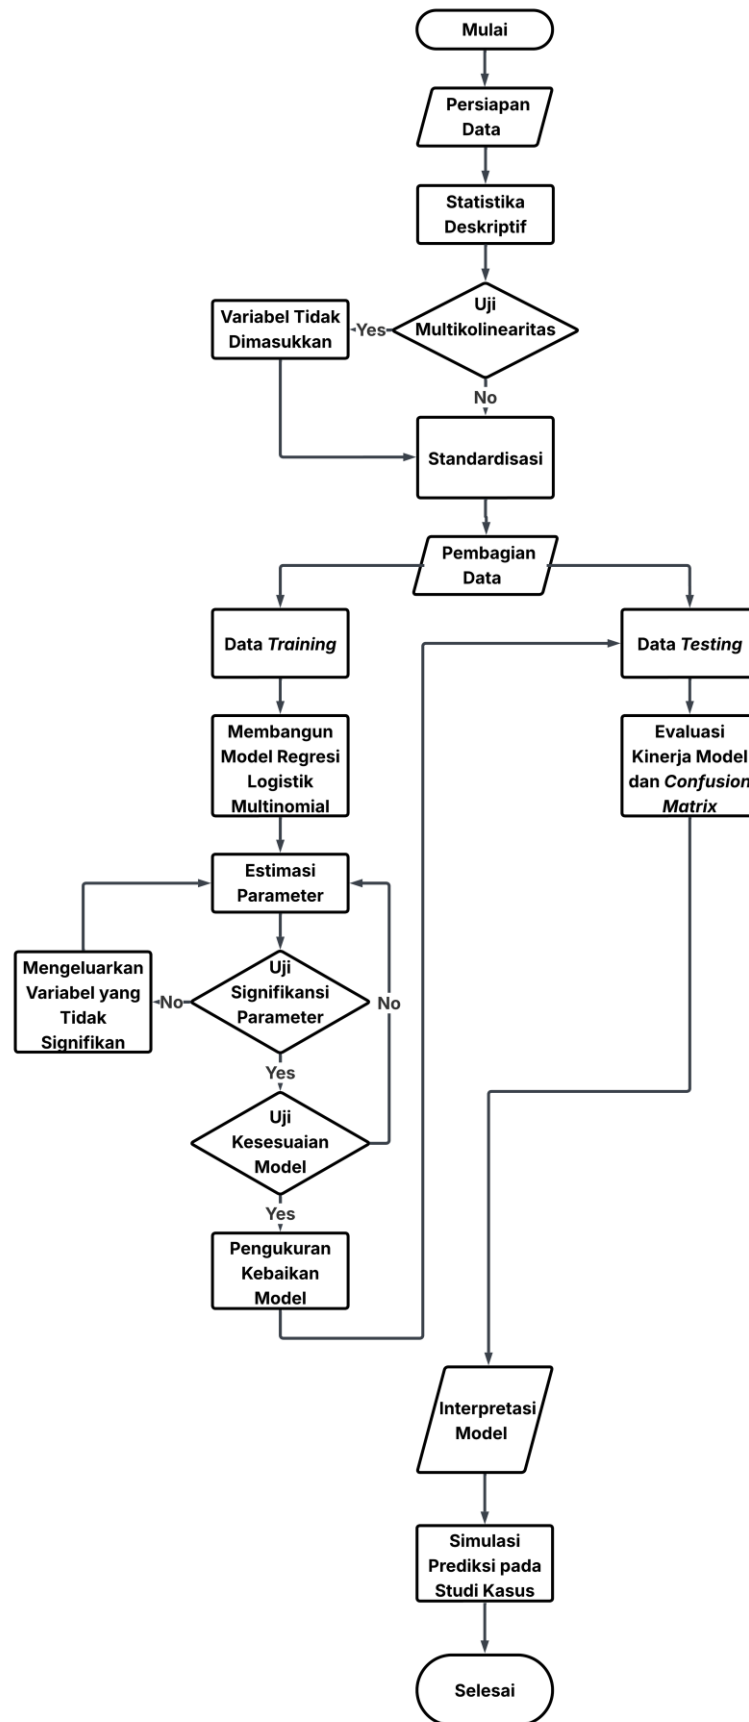 Mulai
Persiapan
Data
Statistika
Deskriptif
Uji
Multikolinearitas
Yes
Variabel Tidak
Dimasukkan
No
Standardisasi
Pembagian
Data
Data Training
Data Testing
Membangun
Model Regresi
Logistik
Multinomial
Evaluasi
Kinerja Model
dan Confusion
Matrix
Estimasi
Parameter
Uji
Signifikansi
Parameter
No
Mengeluarkan
Variabel yang
Tidak
Signifikan
No
Yes
Uji
Kesesuaian
Model
Yes
Pengukuran
Kebaikan
Model
Interpretasi
Model
Simulasi
Prediksi pada
Studi Kasus
Selesai